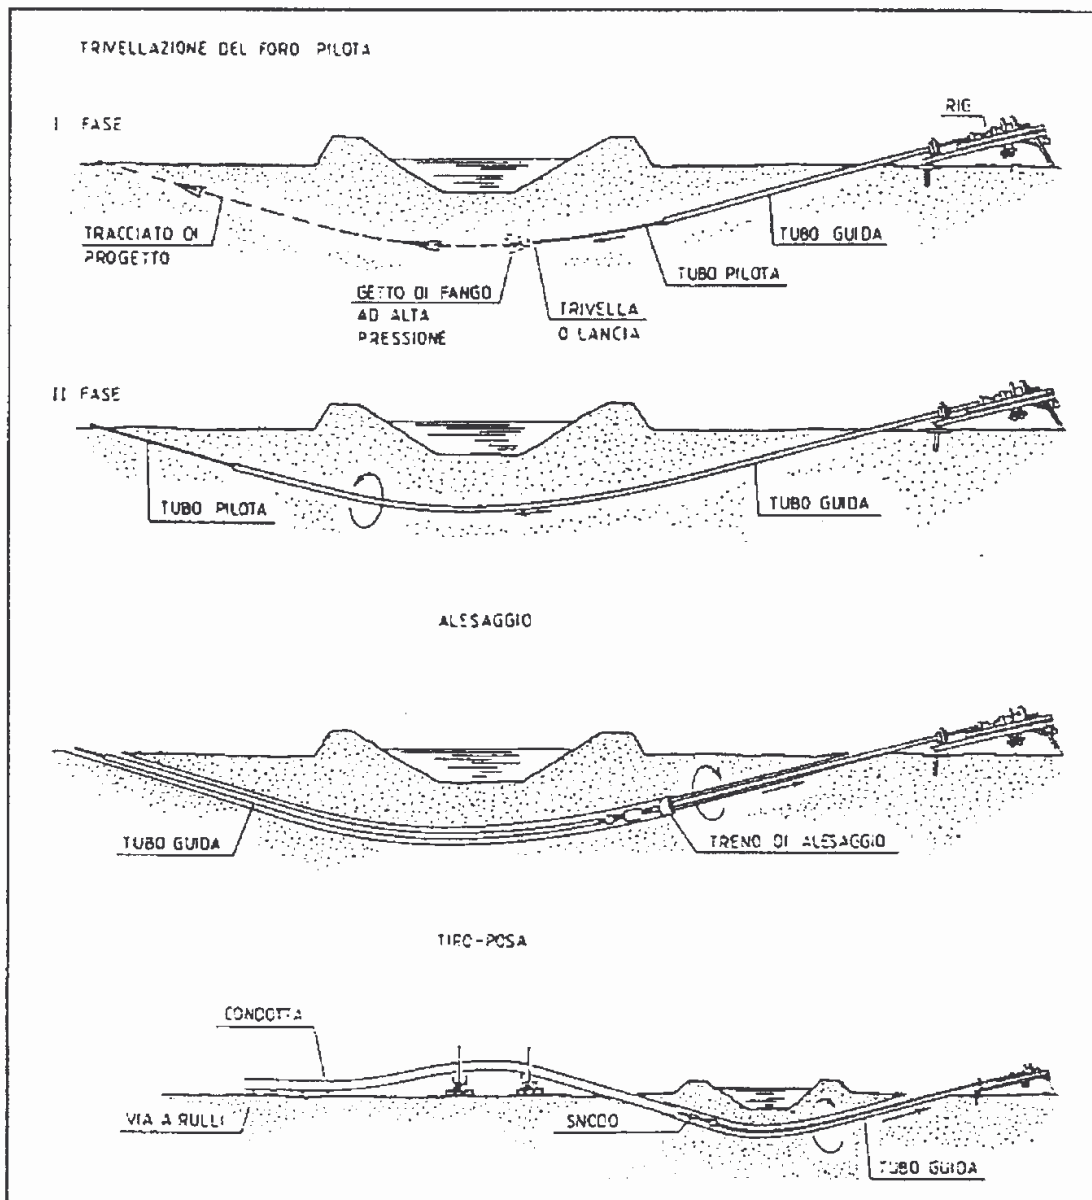 TRIVELLAZIONE DEL FORO PILOTA
I FASE
RIG
TRACCIATO DI
PROGETTO
TUBO GUIDA
TUBO PILOTA
GETTO DI FANGO
AD ALTA
PRESSIONE
TRIVELLA
O LANCIA
II FASE
TUBO PILOTA
TUBO GUIDA
ALESAGGIO
TUBO GUIDA
TRENO DI ALESAGGIO
TIRO-POSA
CONDOTTA
VIA A RULLI
SNODO
TUBO GUIDA